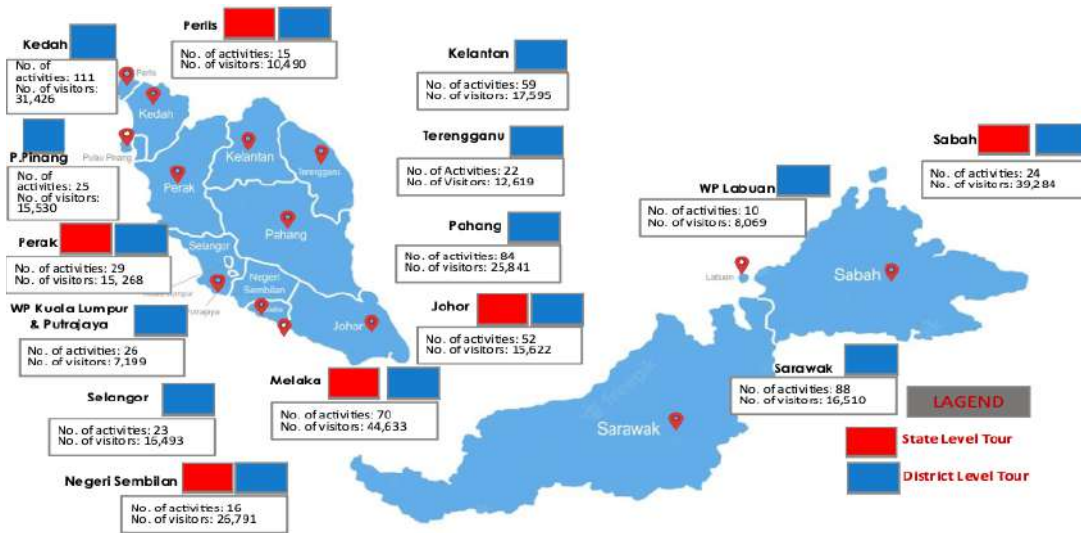 Perlis
No. of activities: 15
No. of visitors: 10,490
Kedah
No. of
activities: 111
No. of visitors:
31,426
Kelantan
No. of activities: 59
No. of visitors: 17,595
P.Pinang
No. of
activities: 25
No. of visitors:
15,530
Terengganu
No. of Activities: 22
No. of Visitors: 12,619
Sabah
No. of activities: 24
No. of visitors: 39,284
WP Labuan
No. of activities: 10
No. of visitors: 8,069
Pahang
No. of activities: 84
No. of visitors: 25,841
Perak
No. of activities: 29
No. of visitors: 15, 268
Johor
No. of activities: 52
No. of visitors: 15,622
WP Kuala Lumpur
& Putrajaya
No. of activities: 26
No. of visitors: 7,199
Melaka
No. of activities: 70
No. of visitors: 44,633
Sarawak
No. of activities: 88
No. of visitors: 16,510
Selangor
No. of activities: 23
No. of visitors: 16,493
Negeri Sembilan
No. of activities: 16
No. of visitors: 26,791
LAGEND
State Level Tour
District Level Tour
Perlis
Kedah
Pulau Pinang
Kelantan
Terengganu
Perak
Pahang
Selangor
Negeri
Sembilan
Johor
Labuan
Sabah
Sarawak